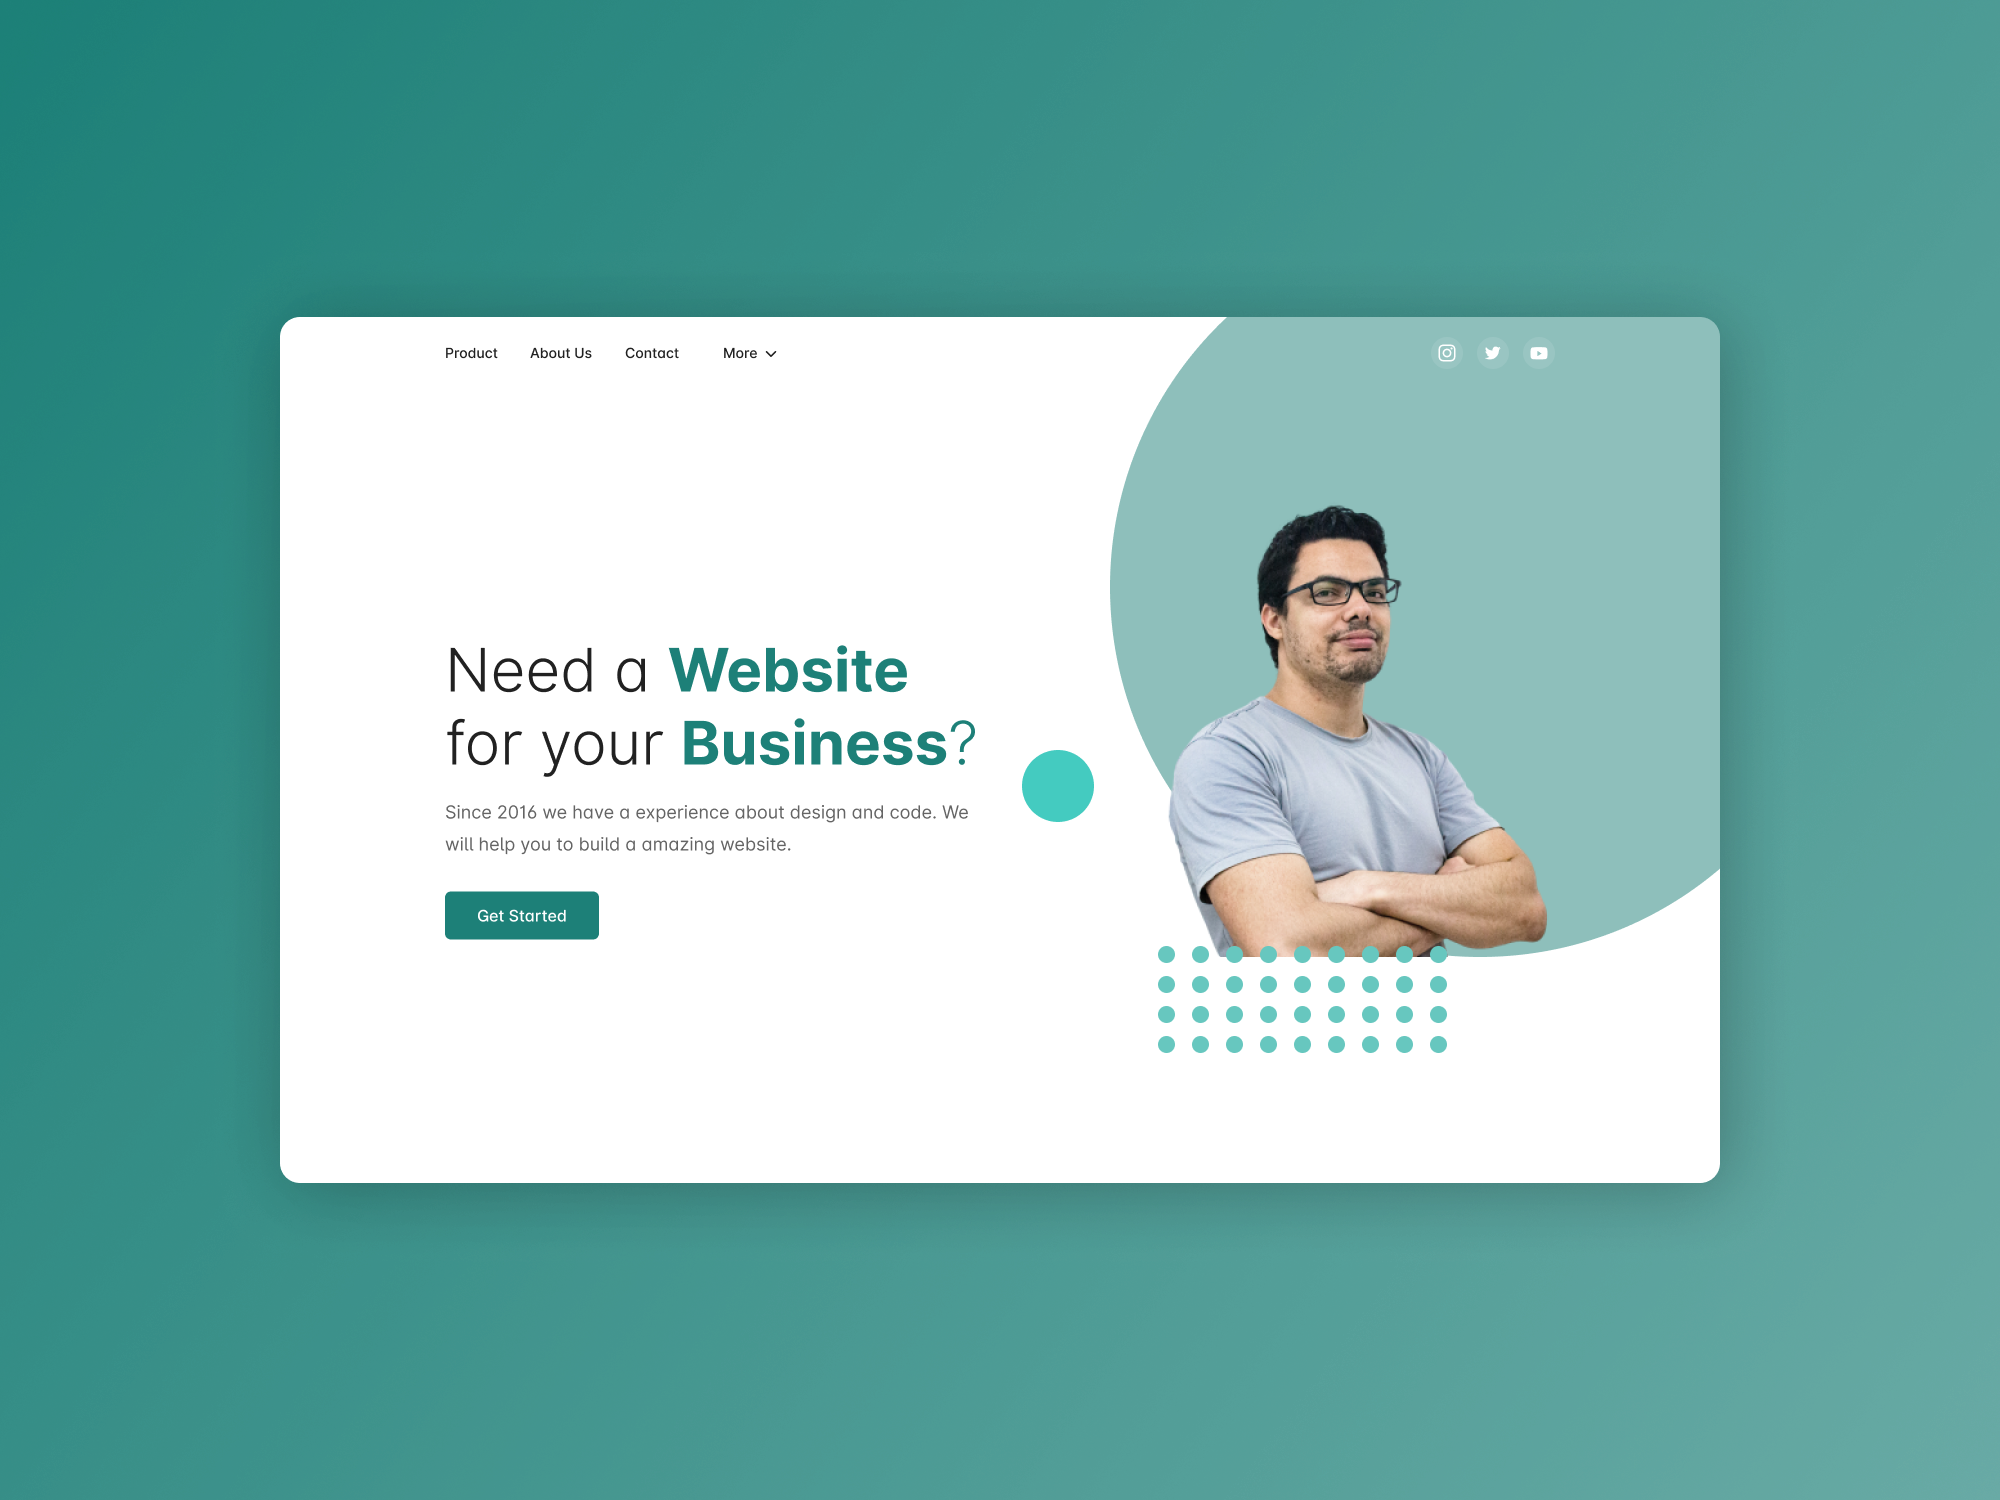 Product About Us Contact More
Need a Website
for your Business?
Since 2016 we have a experience about design and code. We
will help you to build a amazing website.
Get Started